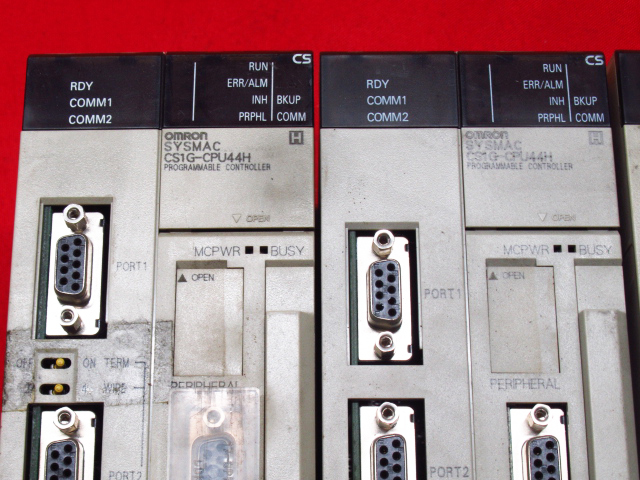 RDY
COMM1
COMM2
CS
RUN
ERR/ALM
INH BKUP
PRPHL COMM
OMRON H
SYSMAC
CS1G-CPU44H
PROGRAMMABLE CONTROLLER
▽ OPEN
MCPWR ■ ■ BUSY
▲ OPEN
PORT1
OFF ON TERM
WIRE
PERIPHERAL
PORT2
RDY
COMM1
COMM2
CS
RUN
ERR/ALM
INH BKUP
PRPHL COMM
OMRON H
SYSMAC
CS1G-CPU44H
PROGRAMMABLE CONTROLLER
▽ OPEN
MCPWR ■ ■ BUSY
▲ OPEN
PORT1
PERIPHERAL
PORT2